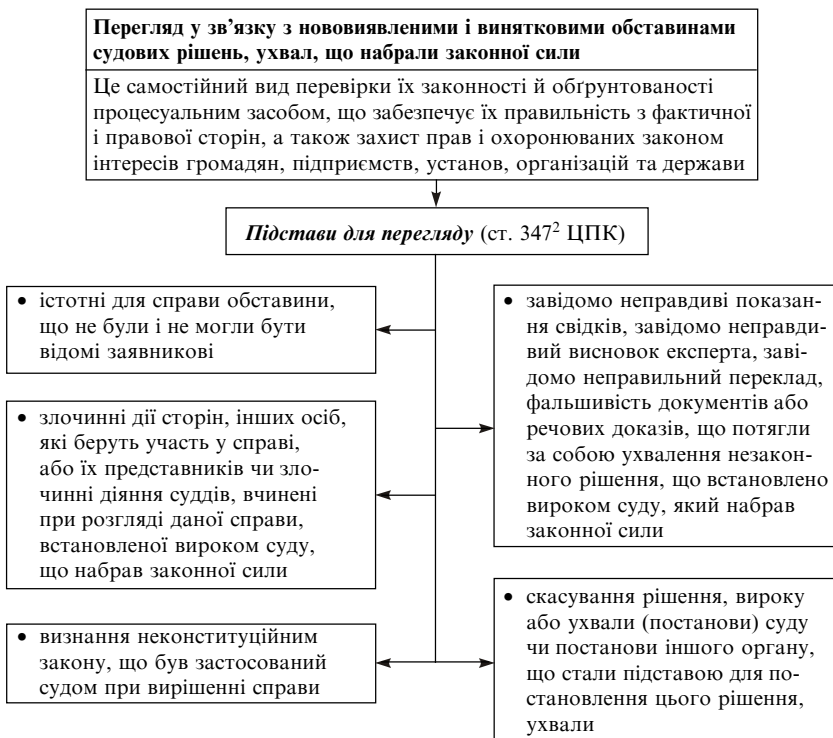 Перегляд у зв’язку з нововиявленими і винятковими обставинами
судових рішень, ухвал, що набрали законної сили
Це самостійний вид перевірки їх законності й обґрунтованості
процесуальним засобом, що забезпечує їх правильність з фактичної
і правової сторін, а також захист прав і охоронюваних законом
інтересів громадян, підприємств, установ, організацій та держави
Підстави для перегляду (ст. 347² ЦПК)
• істотні для справи обставини,
що не були і не могли бути
відомі заявникові
• злочинні дії сторін, інших осіб,
які беруть участь у справі,
або їх представників чи зло-
чинні діяння суддів, вчинені
при розгляді даної справи,
встановленої вироком суду,
що набрав законної сили
• визнання неконституційним
закону, що був застосований
судом при вирішенні справи
• завідомо неправдиві показан-
ня свідків, завідомо неправди-
вий висновок експерта, заві-
домо неправильний переклад,
фальшивість документів або
речових доказів, що потягли
за собою ухвалення незакон-
ного рішення, що встановлено
вироком суду, який набрав
законної сили
• скасування рішення, вироку
або ухвали (постанови) суду
чи постанови іншого органу,
що стали підставою для по-
становлення цього рішення,
ухвали